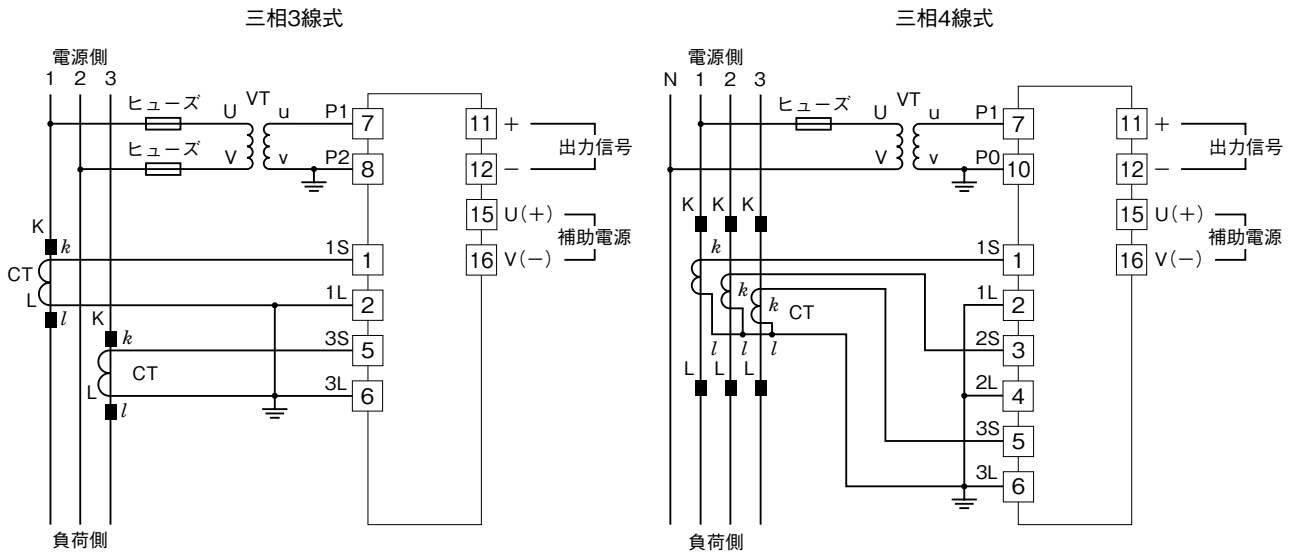 三相3線式
電源側
1 2 3
ヒューズ U VT u P1 7 11 +
ヒューズ V v P2 8 12 −
出力信号
15 U(+)
補助電源
16 V(−)
K k 1S 1
CT
L l 1L 2
K k 3S 5
CT
L l 3L 6
負荷側
三相4線式
電源側
N 1 2 3
ヒューズ U VT u P1 7 11 +
V v P0 10 12 −
出力信号
15 U(+)
補助電源
16 V(−)
K K K
k 1S 1
k k CT 1L 2
l l l 2S 3
L L L 2L 4
3S 5
3L 6
負荷側